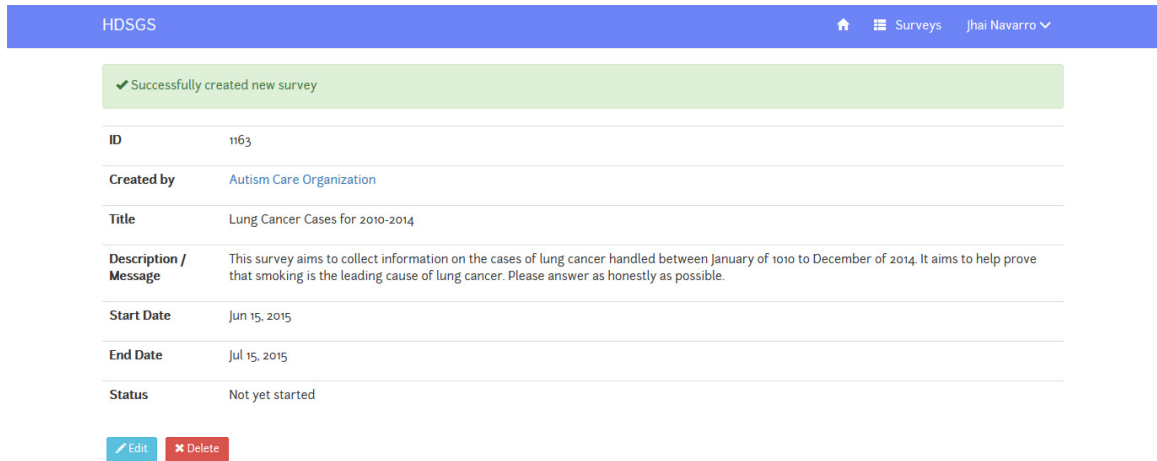 HDSGS
Surveys
Jhai Navarro
Successfully created new survey
ID 1163
Created by Autism Care Organization
Title Lung Cancer Cases for 2010-2014
Description / This survey aims to collect information on the cases of lung cancer handled between January of 1010 to December of 2014. It aims to help prove
Message that smoking is the leading cause of lung cancer. Please answer as honestly as possible.
Start Date Jun 15, 2015
End Date Jul 15, 2015
Status Not yet started
Edit
Delete